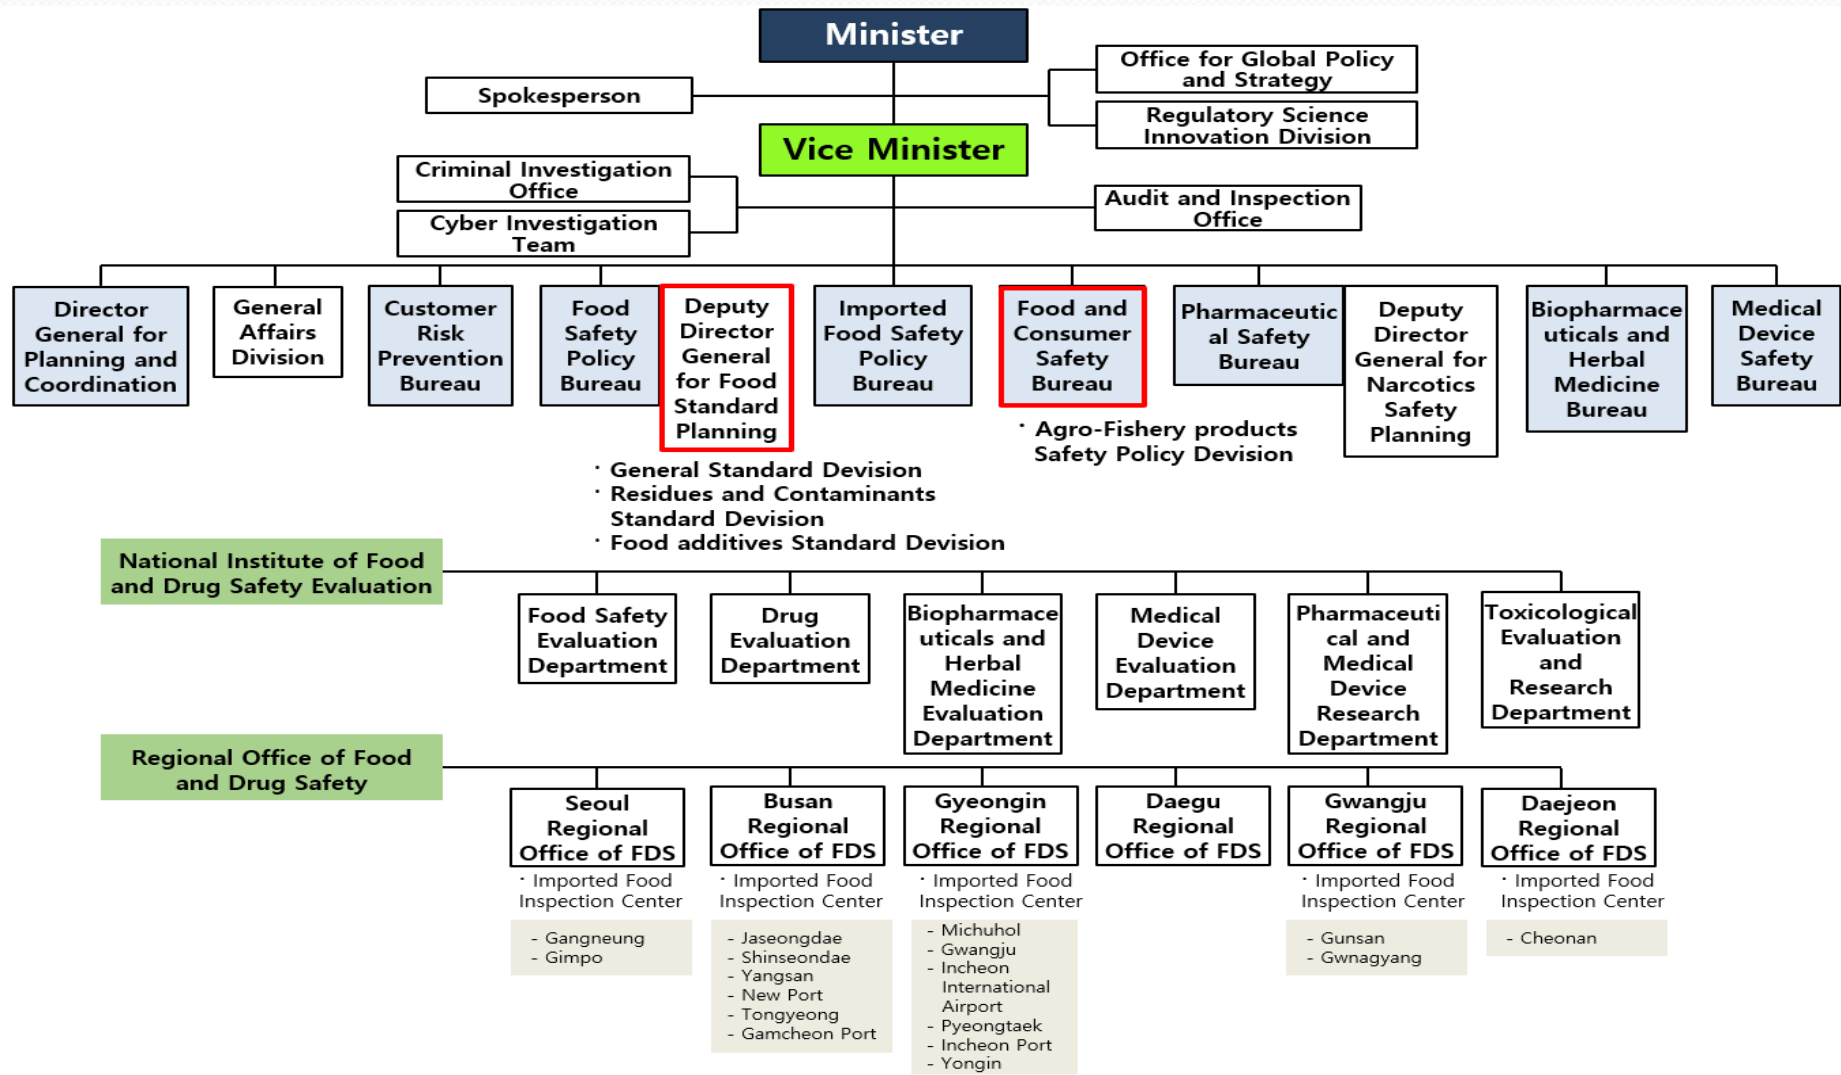 Minister
Office for Global Policy
and Strategy
Spokesperson
Regulatory Science
Innovation Division
Vice Minister
Criminal Investigation
Office
Audit and Inspection
Office
Cyber Investigation
Team
Director
General for
Planning and
Coordination
General
Affairs
Division
Customer
Risk
Prevention
Bureau
Food
Safety
Policy
Bureau
Deputy
Director
General
for Food
Standard
Planning
Imported
Food Safety
Policy
Bureau
Food and
Consumer
Safety
Bureau
Pharmaceutic
al Safety
Bureau
Deputy
Director
General for
Narcotics
Safety
Planning
Biopharmace
uticals and
Herbal
Medicine
Bureau
Medical
Device
Safety
Bureau
· General Standard Devision
· Residues and Contaminants
Standard Devision
· Food additives Standard Devision
· Agro-Fishery products
Safety Policy Devision
National Institute of Food
and Drug Safety Evaluation
Food Safety
Evaluation
Department
Drug
Evaluation
Department
Biopharmace
uticals and
Herbal
Medicine
Evaluation
Department
Medical
Device
Evaluation
Department
Pharmaceuti
cal and
Medical
Device
Research
Department
Toxicological
Evaluation
and
Research
Department
Regional Office of Food
and Drug Safety
Seoul
Regional
Office of FDS
· Imported Food
Inspection Center
- Gangneung
- Gimpo
Busan
Regional
Office of FDS
· Imported Food
Inspection Center
- Jaseongdae
- Shinseondae
- Yangsan
- New Port
- Tongyeong
- Gamcheon Port
Gyeongin
Regional
Office of FDS
· Imported Food
Inspection Center
- Michuhol
- Gwangju
- Incheon
International
Airport
- Pyeongtaek
- Incheon Port
- Yongin
Daegu
Regional
Office of FDS
Gwangju
Regional
Office of FDS
· Imported Food
Inspection Center
- Gunsan
- Gwnagyang
Daejeon
Regional
Office of FDS
· Imported Food
Inspection Center
- Cheonan